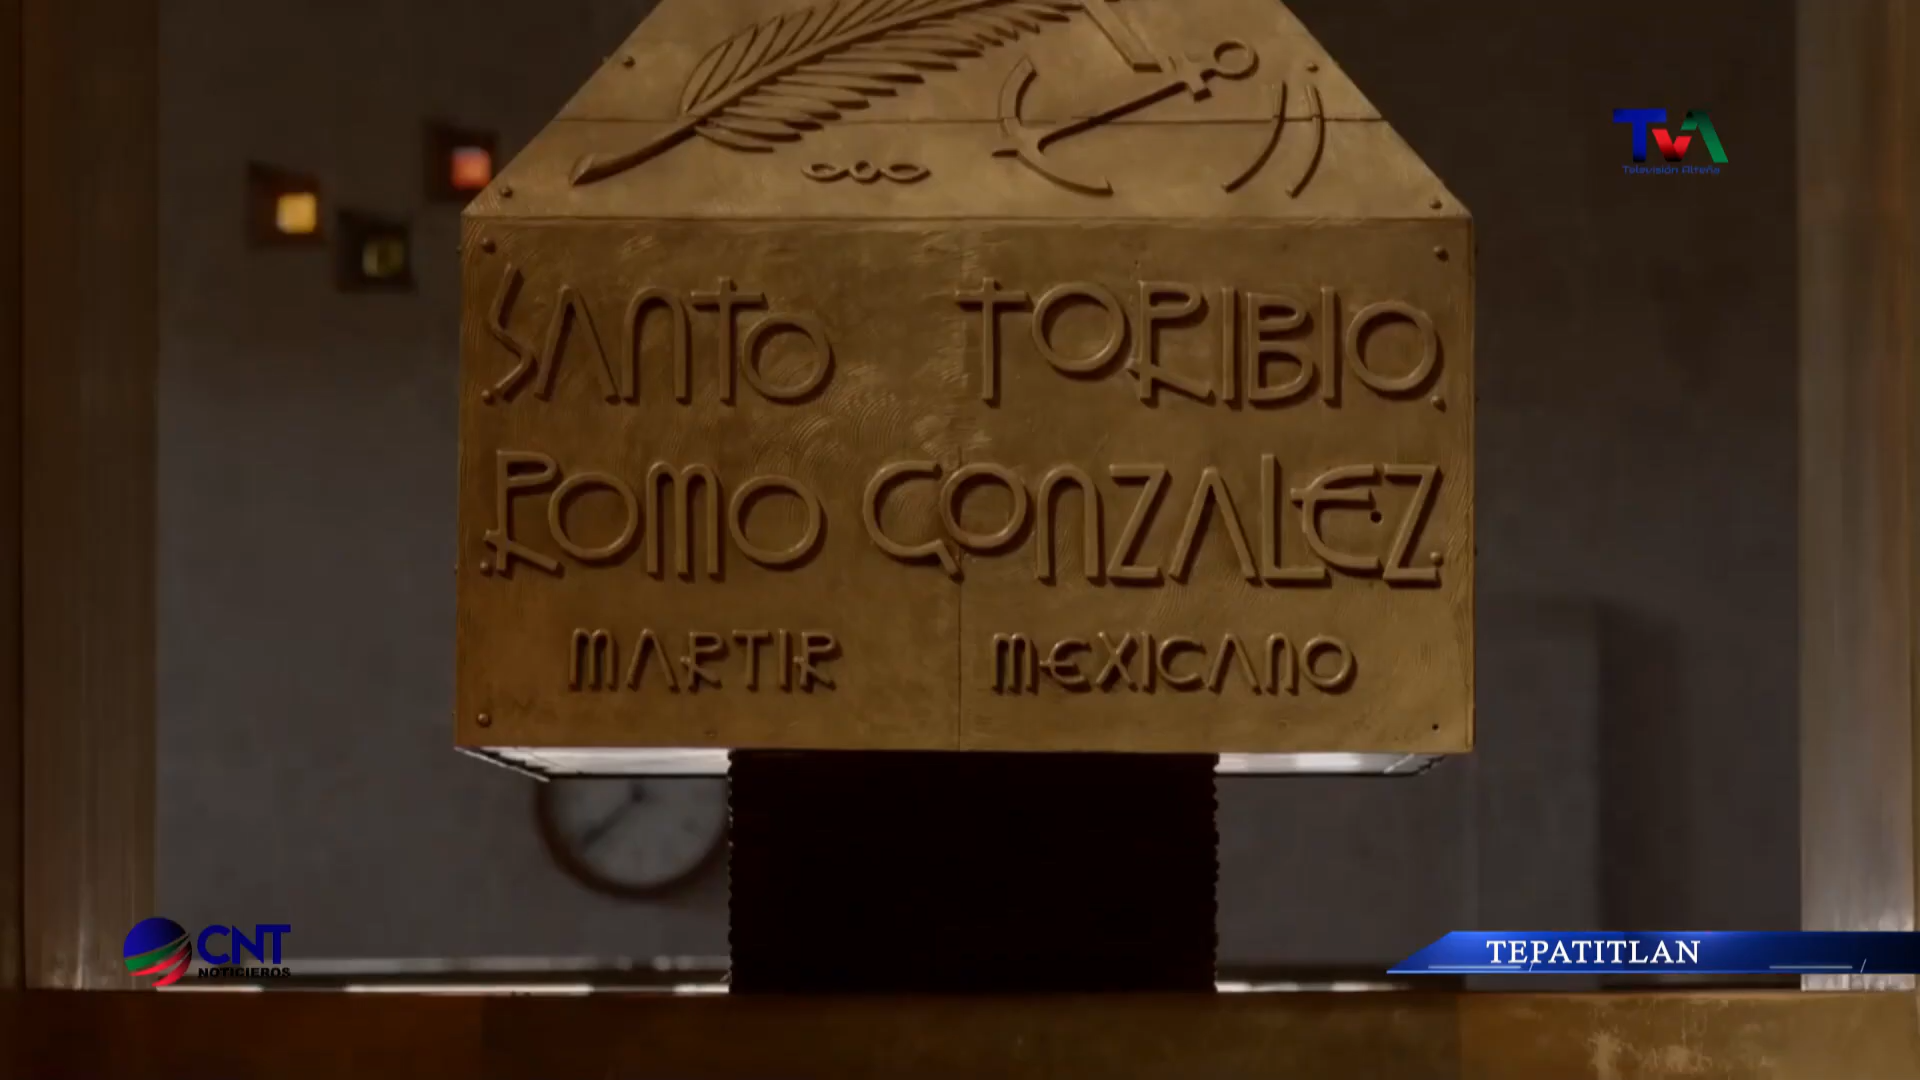 TVA
Televisión Alteña
SANTO TORIBIO
ROMO GONZALEZ
MARTIR MEXICANO
CNT
NOTICIEROS
TEPATITLAN